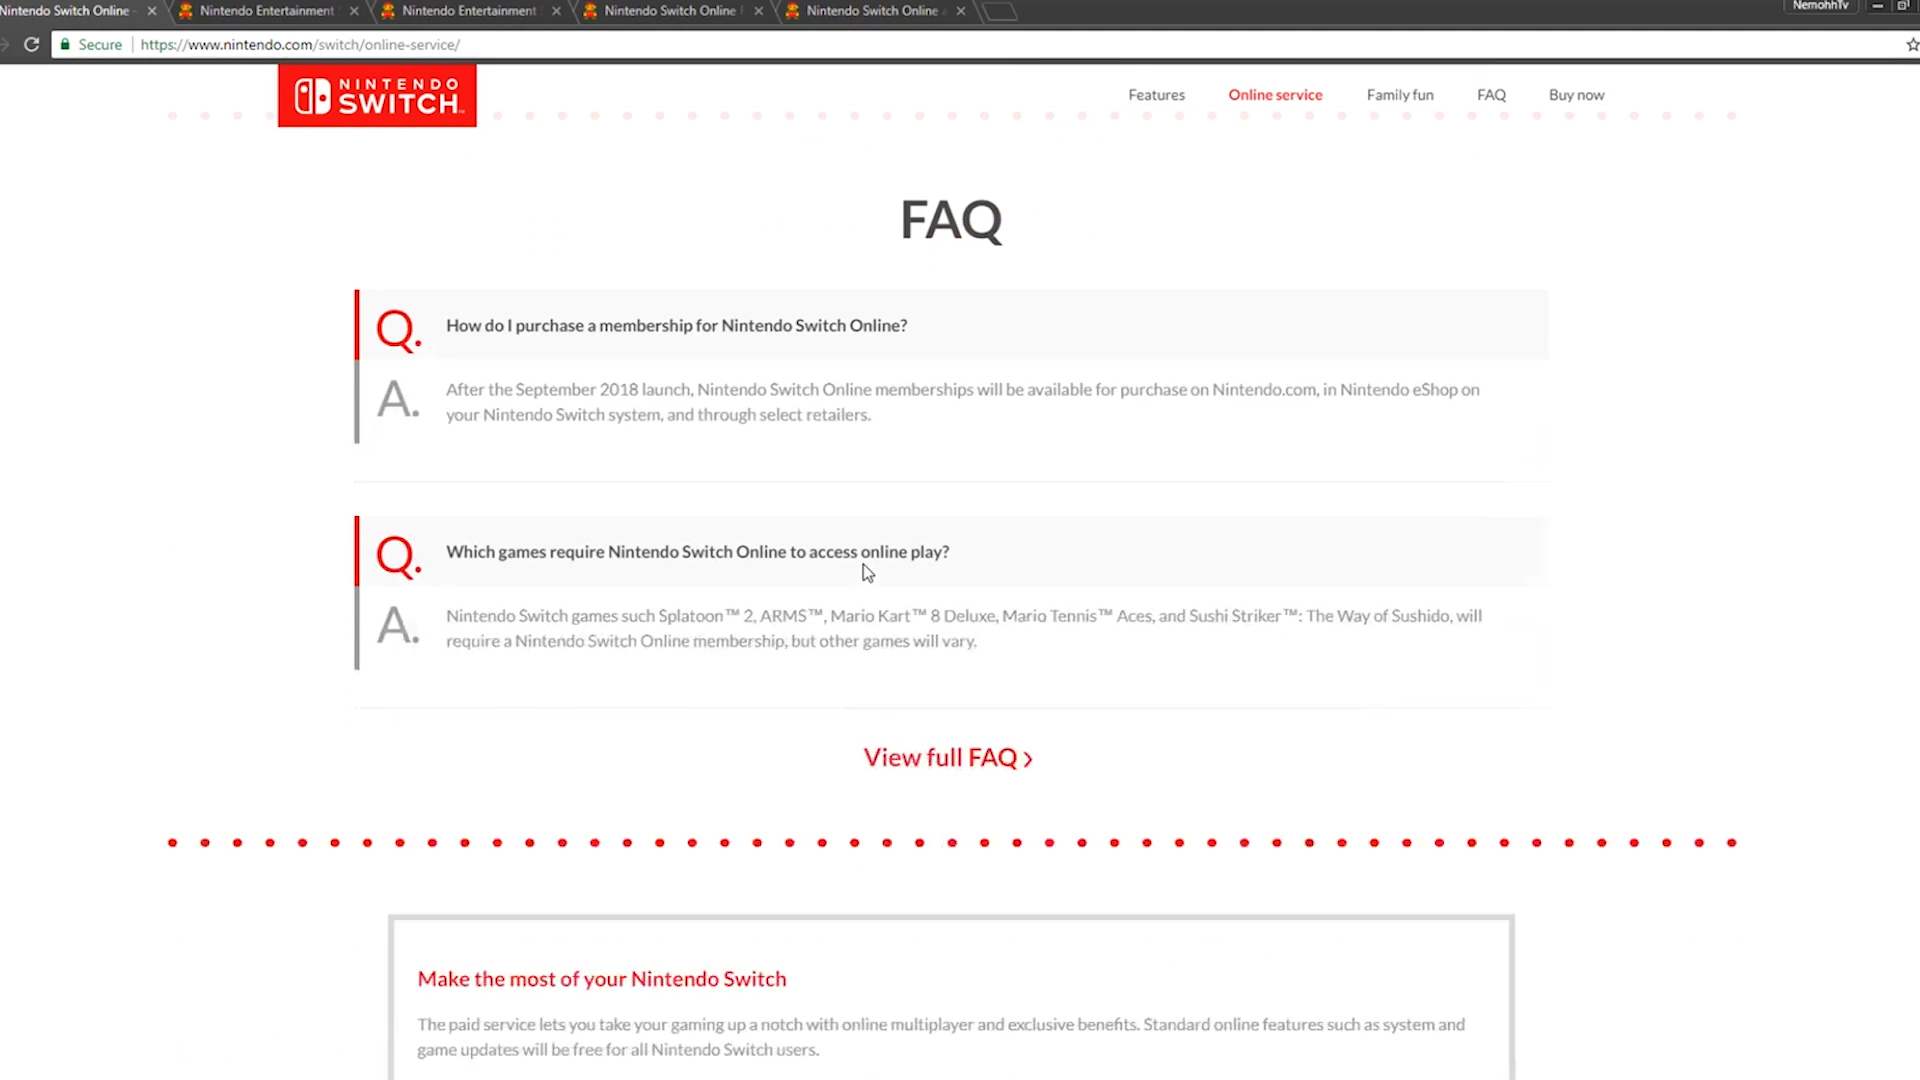 Nintendo Switch Online -
Nintendo Entertainment
Nintendo Entertainment
Nintendo Switch Online
Nintendo Switch Online
NemohhTv
Secure
https://www.nintendo.com/switch/online-service/
NINTENDO
SWITCH™
Features
Online service
Family fun
FAQ
Buy now
FAQ
Q. How do I purchase a membership for Nintendo Switch Online?
A. After the September 2018 launch, Nintendo Switch Online memberships will be available for purchase on Nintendo.com, in Nintendo eShop on
your Nintendo Switch system, and through select retailers.
Q. Which games require Nintendo Switch Online to access online play?
A. Nintendo Switch games such Splatoon™ 2, ARMS™, Mario Kart™ 8 Deluxe, Mario Tennis™ Aces, and Sushi Striker™: The Way of Sushido, will
require a Nintendo Switch Online membership, but other games will vary.
View full FAQ ›
Make the most of your Nintendo Switch
The paid service lets you take your gaming up a notch with online multiplayer and exclusive benefits. Standard online features such as system and
game updates will be free for all Nintendo Switch users.